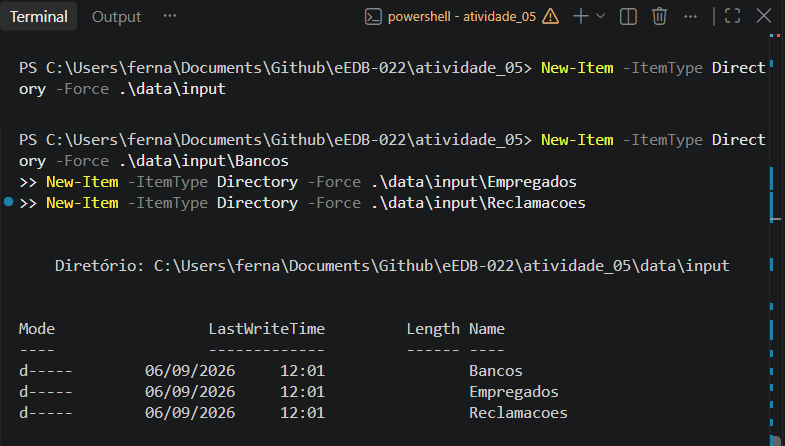 Terminal Output ··· powershell - atividade_05
PS C:\Users\ferna\Documents\Github\eEDB-022\atividade_05> New-Item -ItemType Direct
ory -Force .\data\input
PS C:\Users\ferna\Documents\Github\eEDB-022\atividade_05> New-Item -ItemType Direct
ory -Force .\data\input\Bancos
>> New-Item -ItemType Directory -Force .\data\input\Empregados
>> New-Item -ItemType Directory -Force .\data\input\Reclamacoes
Diretório: C:\Users\ferna\Documents\Github\eEDB-022\atividade_05\data\input
Mode LastWriteTime Length Name
---- ------------- ------ ----
d----- 06/09/2026 12:01 Bancos
d----- 06/09/2026 12:01 Empregados
d----- 06/09/2026 12:01 Reclamacoes